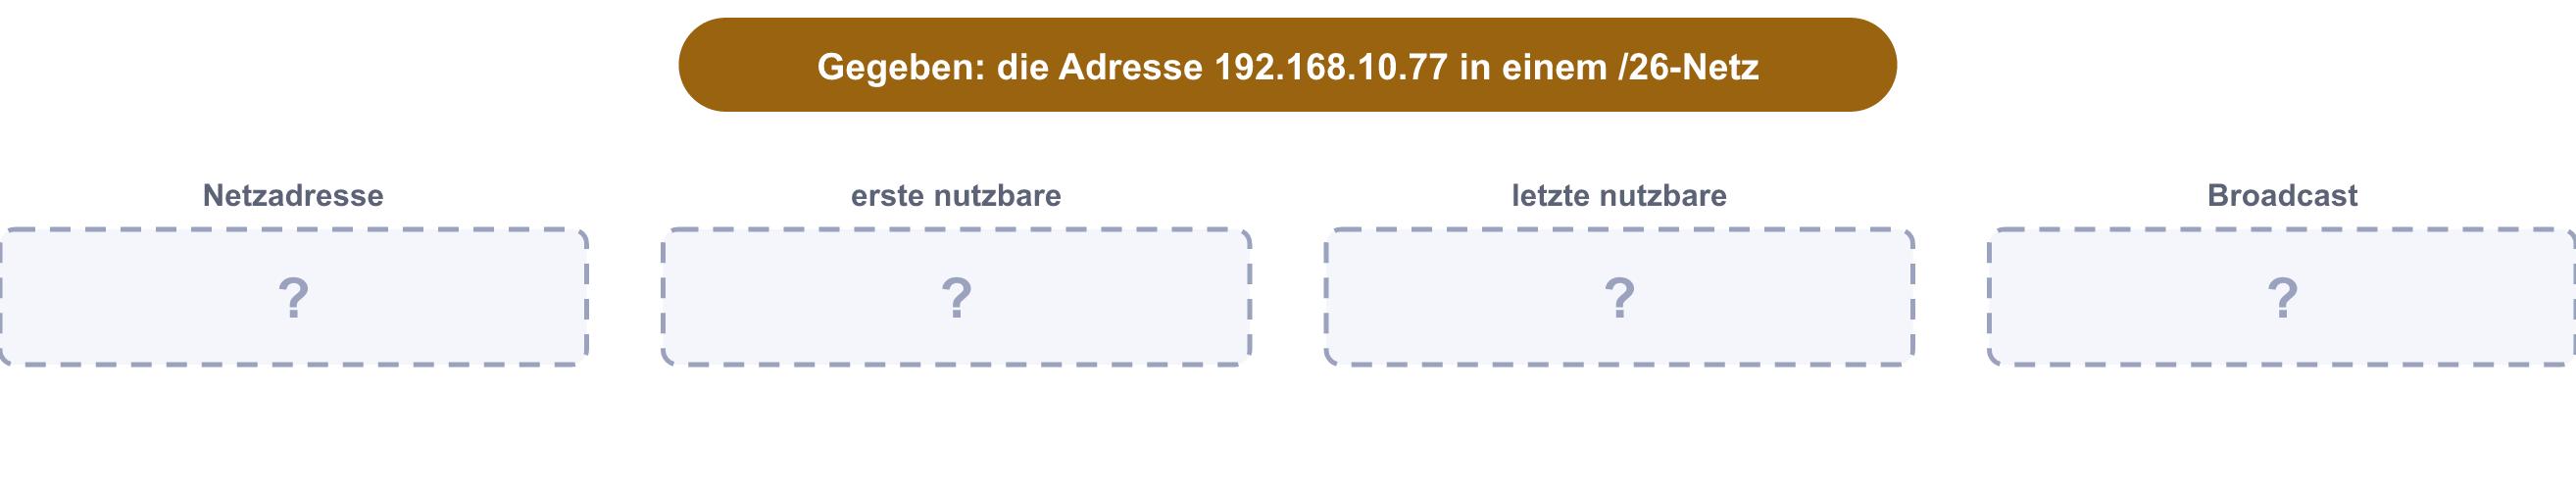 Gegeben: die Adresse 192.168.10.77 in einem /26-Netz
Netzadresse
erste nutzbare
letzte nutzbare
Broadcast
?
?
?
?